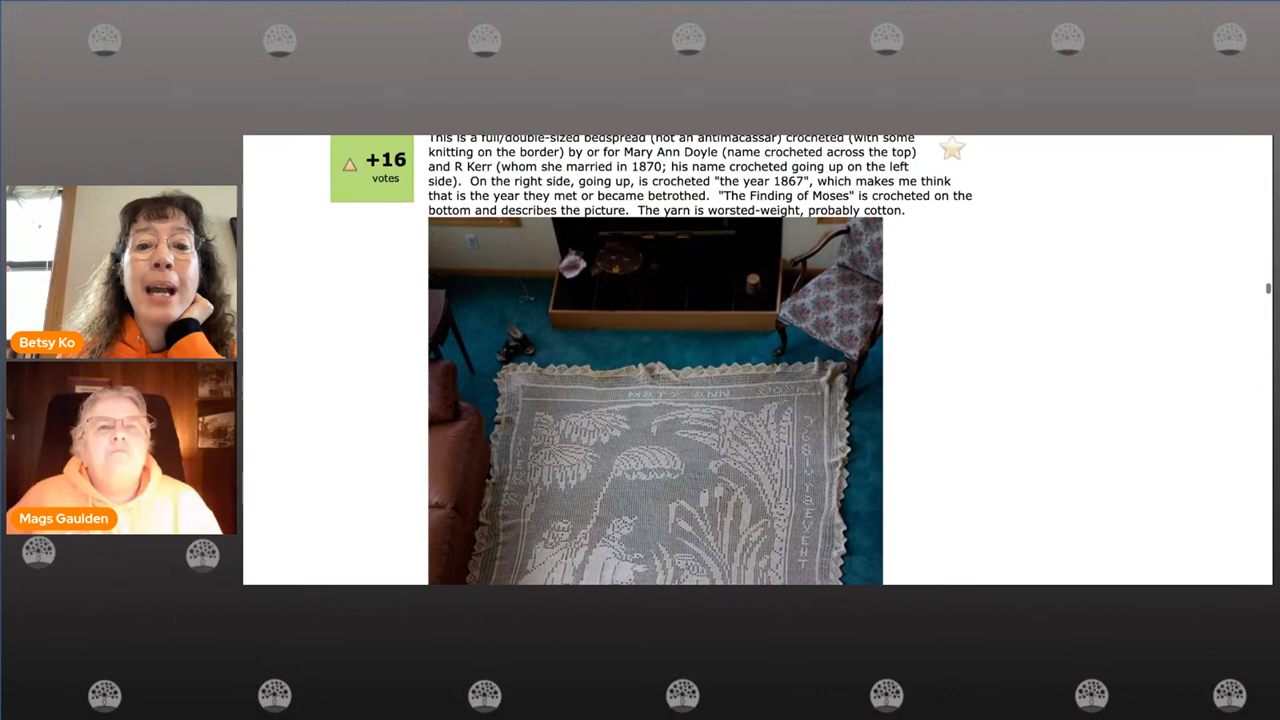 +16
votes
This is a full/double-sized bedspread (not an antimacassar) crocheted (with some
knitting on the border) by or for Mary Ann Doyle (name crocheted across the top)
and R Kerr (whom she married in 1870; his name crocheted going up on the left
side).  On the right side, going up, is crocheted "the year 1867", which makes me think
that is the year they met or became betrothed.  "The Finding of Moses" is crocheted on the
bottom and describes the picture.  The yarn is worsted-weight, probably cotton.
MARY ANN
Betsy Ko
Mags Gaulden